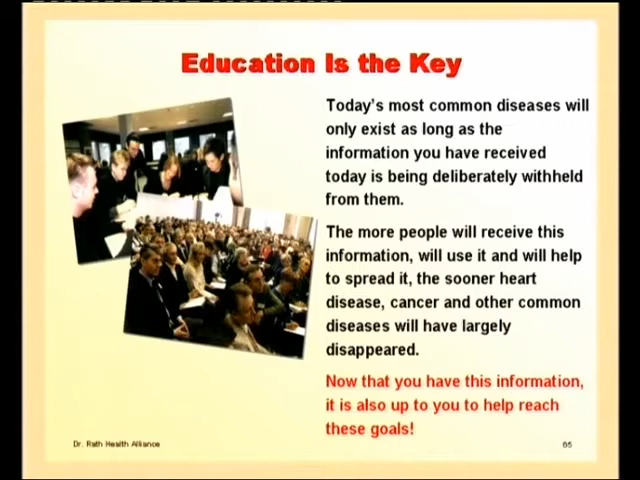 Education Is the Key
Today's most common diseases will
only exist as long as the
information you have received
today is being deliberately withheld
from them.
The more people will receive this
information, will use it and will help
to spread it, the sooner heart
disease, cancer and other common
diseases will have largely
disappeared.
Now that you have this information,
it is also up to you to help reach
these goals!
Dr. Rath Health Alliance
65